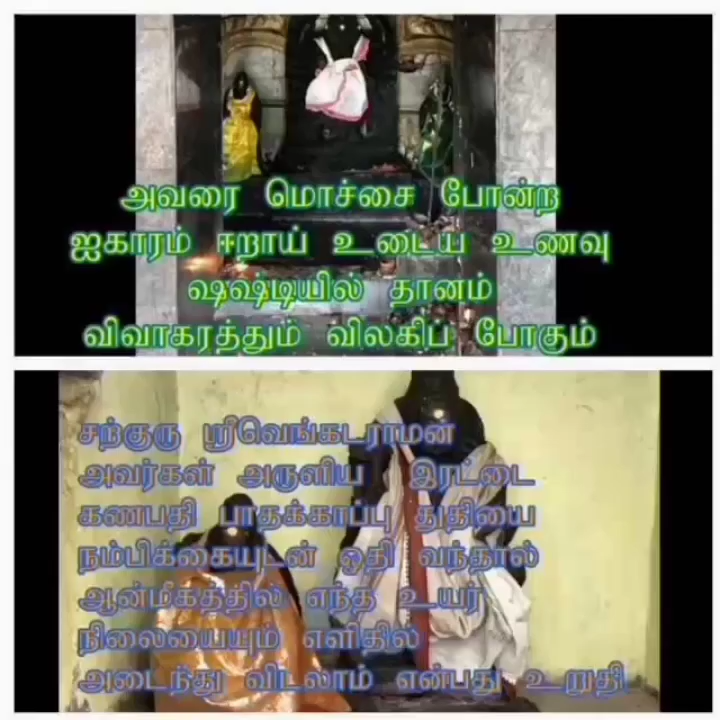 அவரை மொச்சை போன்ற
ஐகாரம் ஈறாய் உடைய உணவு
ஷஷ்டியில் தானம்
விவாகரத்தும் விலகிப் போகும்
சற்குரு ஸ்ரீவெங்கடராமன்
அவர்கள் அருளிய இரட்டை
கணபதி பாதக்காப்பு துதியை
நம்பிக்கையுடன் ஓதி வந்தால்
ஆன்மீகத்தில் எந்த உயர்
நிலையையும் எளிதில்
அடைந்து விடலாம் என்பது உறுதி